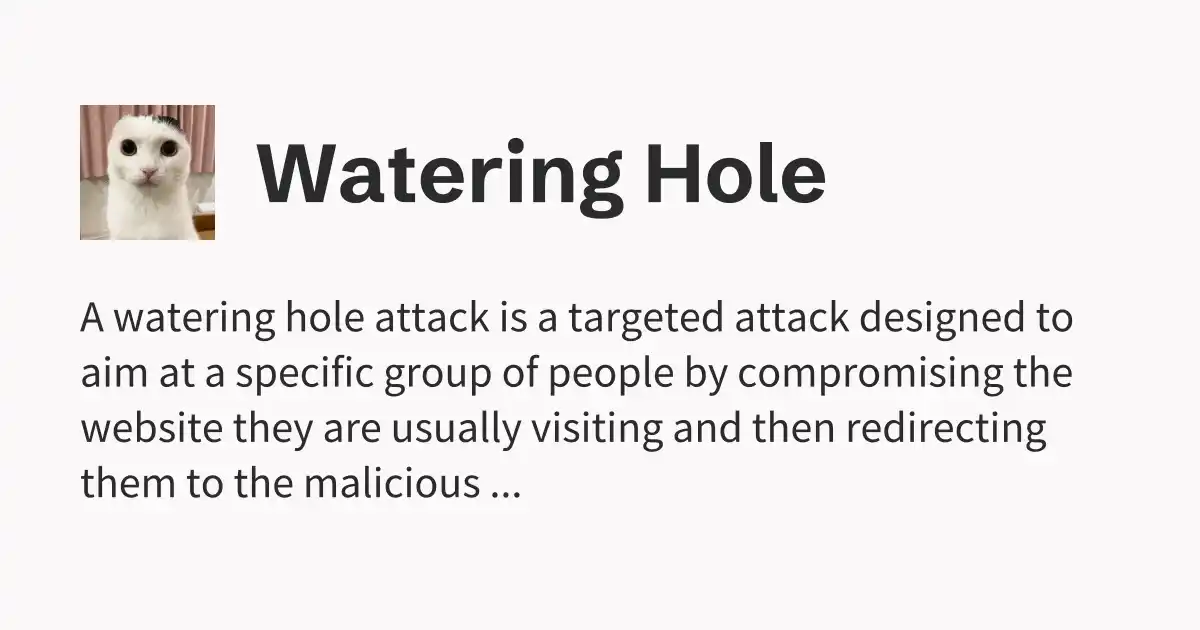 Watering Hole
A watering hole attack is a targeted attack designed to
aim at a specific group of people by compromising the
website they are usually visiting and then redirecting
them to the malicious ...